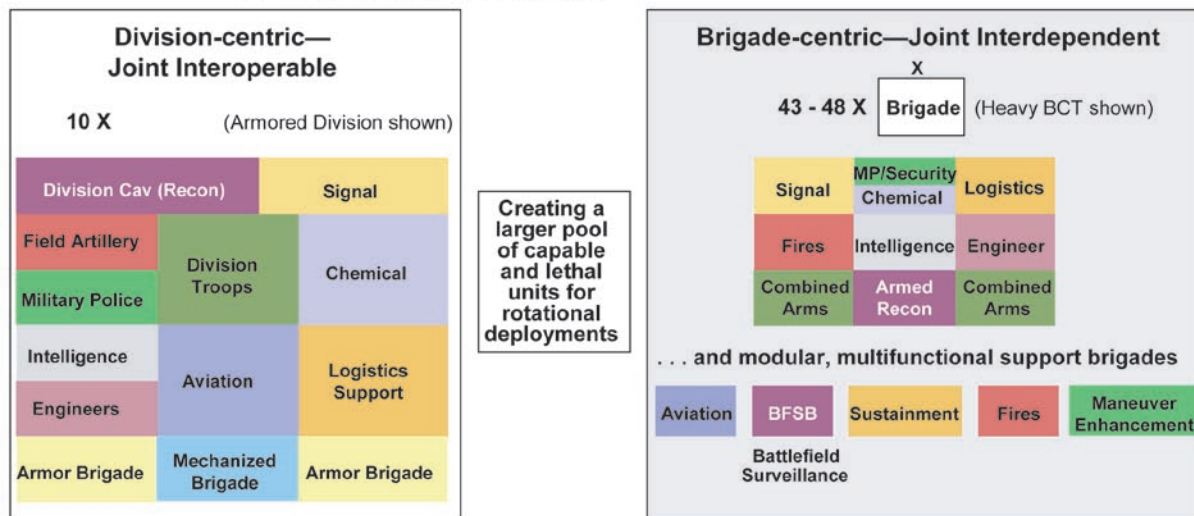 Division-centric—
Joint Interoperable
10 X (Armored Division shown)
Division Cav (Recon) Signal
Field Artillery
Division
Troops
Chemical
Military Police
Intelligence
Aviation
Logistics
Support
Engineers
Armor Brigade
Mechanized
Brigade
Armor Brigade
Creating a
larger pool
of capable
and lethal
units for
rotational
deployments
Brigade-centric—Joint Interdependent
X
43 - 48 X Brigade (Heavy BCT shown)
Signal
MP/Security
Chemical
Logistics
Fires
Intelligence
Engineer
Combined
Arms
Armed
Recon
Combined
Arms
. . . and modular, multifunctional support brigades
Aviation
BFSB
Sustainment
Fires
Maneuver
Enhancement
Battlefield
Surveillance